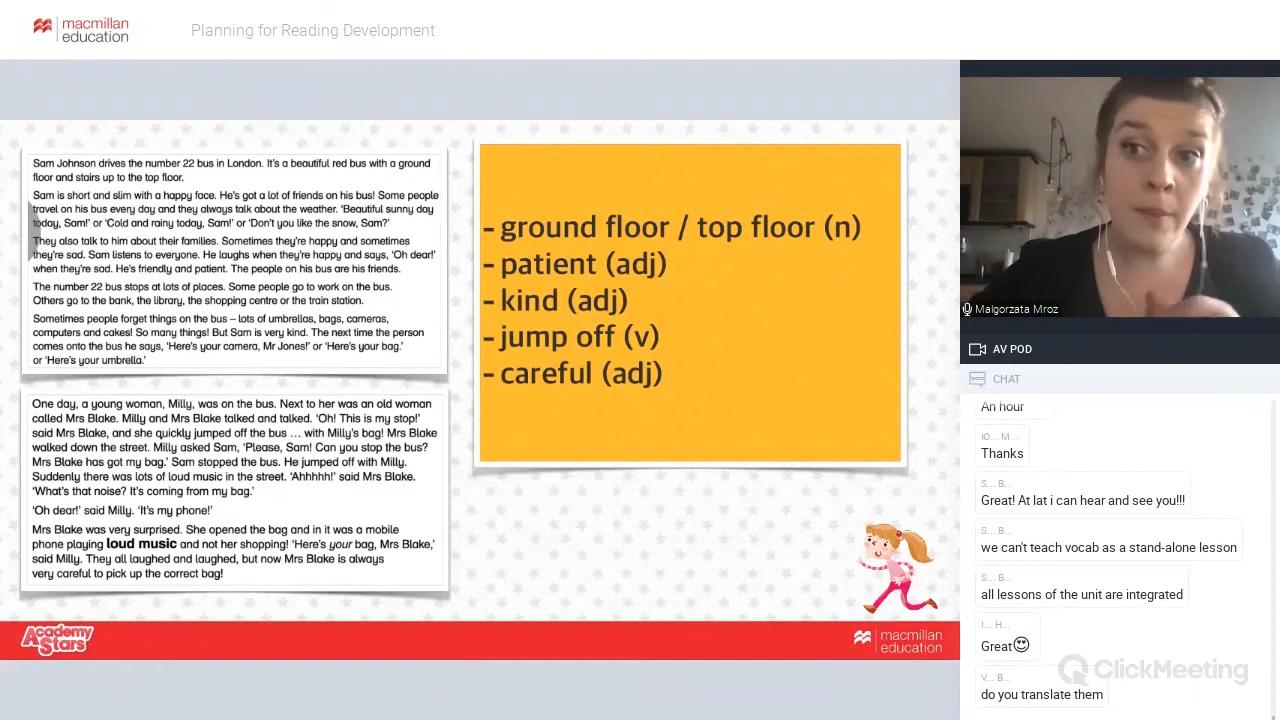 macmillan
education
Planning for Reading Development
Sam Johnson drives the number 22 bus in London. It's a beautiful red bus with a ground
floor and stairs up to the top floor.
Sam is short and slim with a happy face. He's got a lot of friends on his bus! Some people
travel on his bus every day and they always talk about the weather. 'Beautiful sunny day
today, Sam!' or 'Cold and rainy today, Sam!' or 'Don't you like the snow, Sam?'
They also talk to him about their families. Sometimes they're happy and sometimes
they're sad. Sam listens to everyone. He laughs when they're happy and says, 'Oh dear!'
when they're sad. He's friendly and patient. The people on his bus are his friends.
The number 22 bus stops at lots of places. Some people go to work on the bus.
Others go to the bank, the library, the shopping centre or the train station.
Sometimes people forget things on the bus – lots of umbrellas, bags, cameras,
computers and cakes! So many things! But Sam is very kind. The next time the person
comes onto the bus he says, 'Here's your camera, Mr Jones!' or 'Here's your bag.'
or 'Here's your umbrella.'
One day, a young woman, Milly, was on the bus. Next to her was an old woman
called Mrs Blake. Milly and Mrs Blake talked and talked. 'Oh! This is my stop!'
said Mrs Blake, and she quickly jumped off the bus … with Milly's bag! Mrs Blake
walked down the street. Milly asked Sam, 'Please, Sam! Can you stop the bus?
Mrs Blake has got my bag.' Sam stopped the bus. He jumped off with Milly.
Suddenly there was lots of loud music in the street. 'Ahhhhh!' said Mrs Blake.
'What's that noise? It's coming from my bag.'
'Oh dear!' said Milly. 'It's my phone!'
Mrs Blake was very surprised. She opened the bag and in it was a mobile
phone playing loud music and not her shopping! 'Here's your bag, Mrs Blake,'
said Milly. They all laughed and laughed, but now Mrs Blake is always
very careful to pick up the correct bag!
- ground floor / top floor (n)
- patient (adj)
- kind (adj)
- jump off (v)
- careful (adj)
Academy
Stars
macmillan
education
Malgorzata Mroz
AV POD
CHAT
An hour
Ю... М...
Thanks
S... B...
Great! At lat i can hear and see you!!!
S... B...
we can't teach vocab as a stand-alone lesson
S... B...
all lessons of the unit are integrated
I... H...
Great😍
V... B...
do you translate them
ClickMeeting